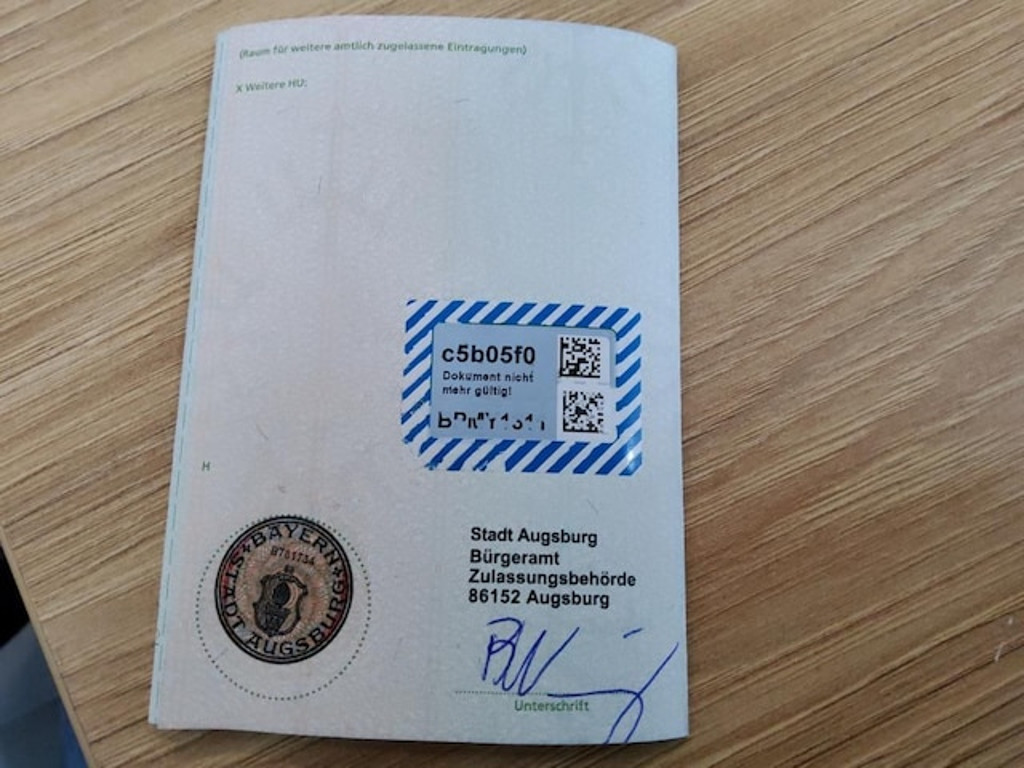 (Raum für weitere amtlich zugelassene Eintragungen)
X Weitere HU:
c5b05f0
Dokument nicht
mehr gültig!
H
STADT AUGSBURG
BAYERN
Stadt Augsburg
Bürgeramt
Zulassungsbehörde
86152 Augsburg
Unterschrift